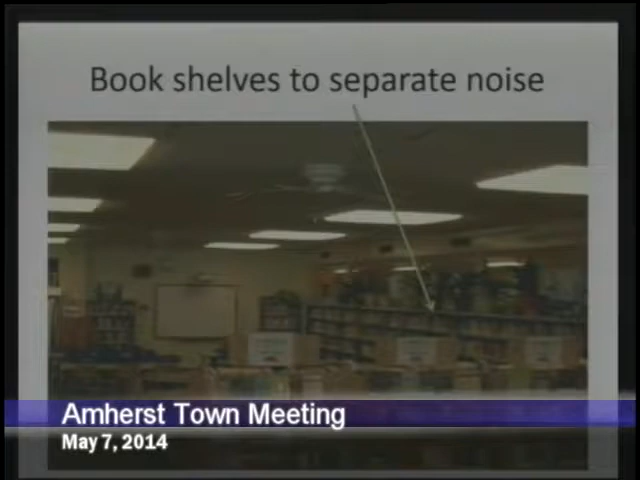 Book shelves to separate noise
Amherst Town Meeting
May 7, 2014